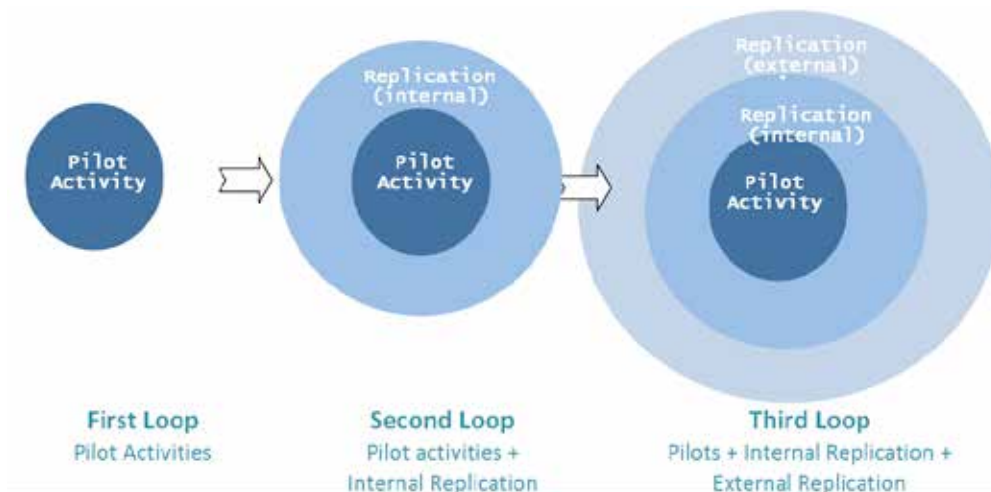 Pilot
Activity
Replication
(internal)
Pilot
Activity
Replication
(external)
Replication
(internal)
Pilot
Activity
First Loop
Pilot Activities
Second Loop
Pilot activities +
Internal Replication
Third Loop
Pilots + Internal Replication +
External Replication